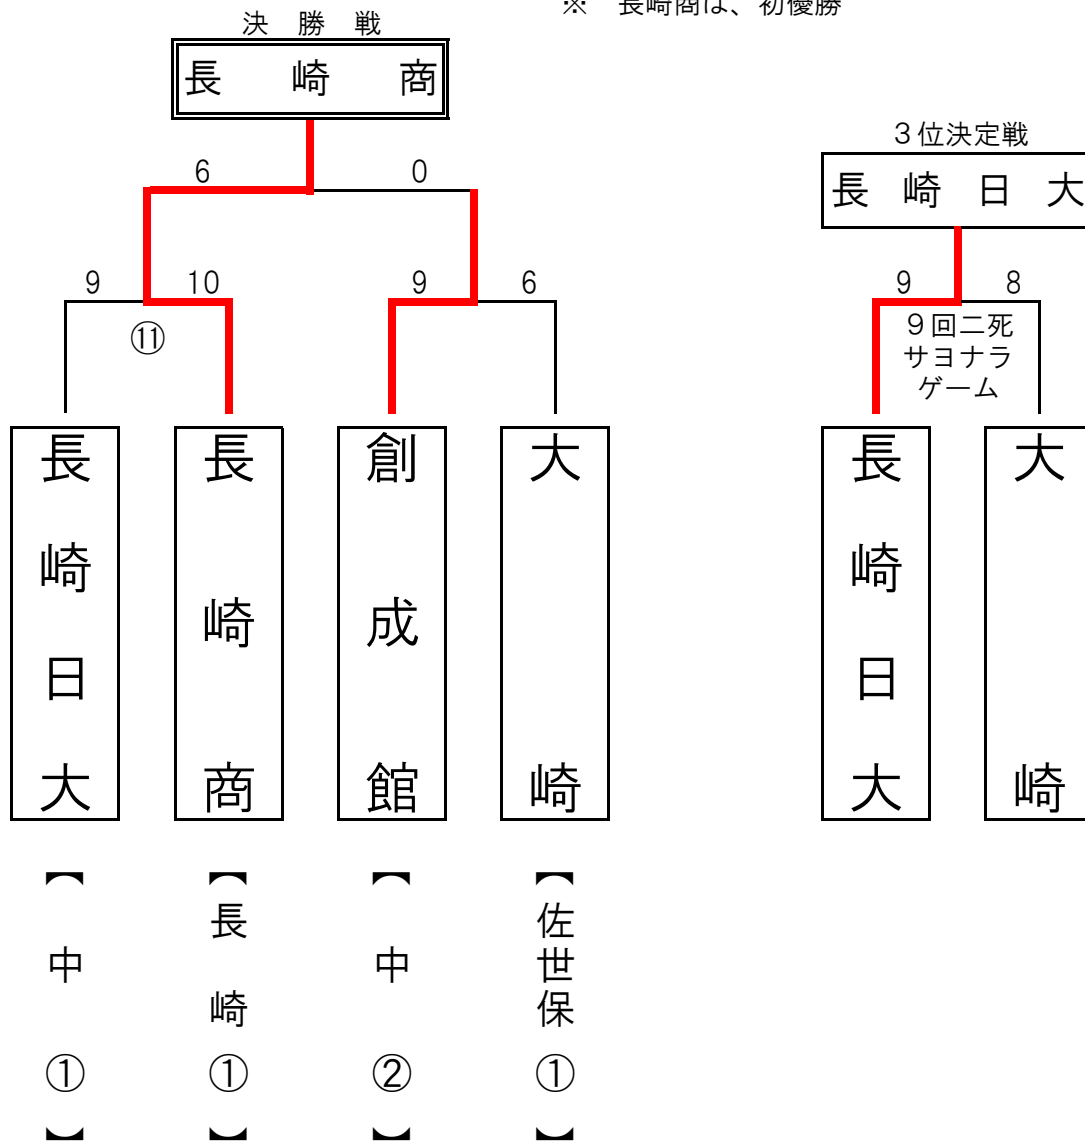 ※　長崎商は、初優勝
決　勝　戦
長　崎　商
3位決定戦
長　崎　日　大
6　0
9　10　9　6
⑪
9　8
9回二死
サヨナラ
ゲーム
長崎日大
長崎商
創成館
大崎
長崎日大
大崎
【中①】
【長崎①】
【中②】
【佐世保①】